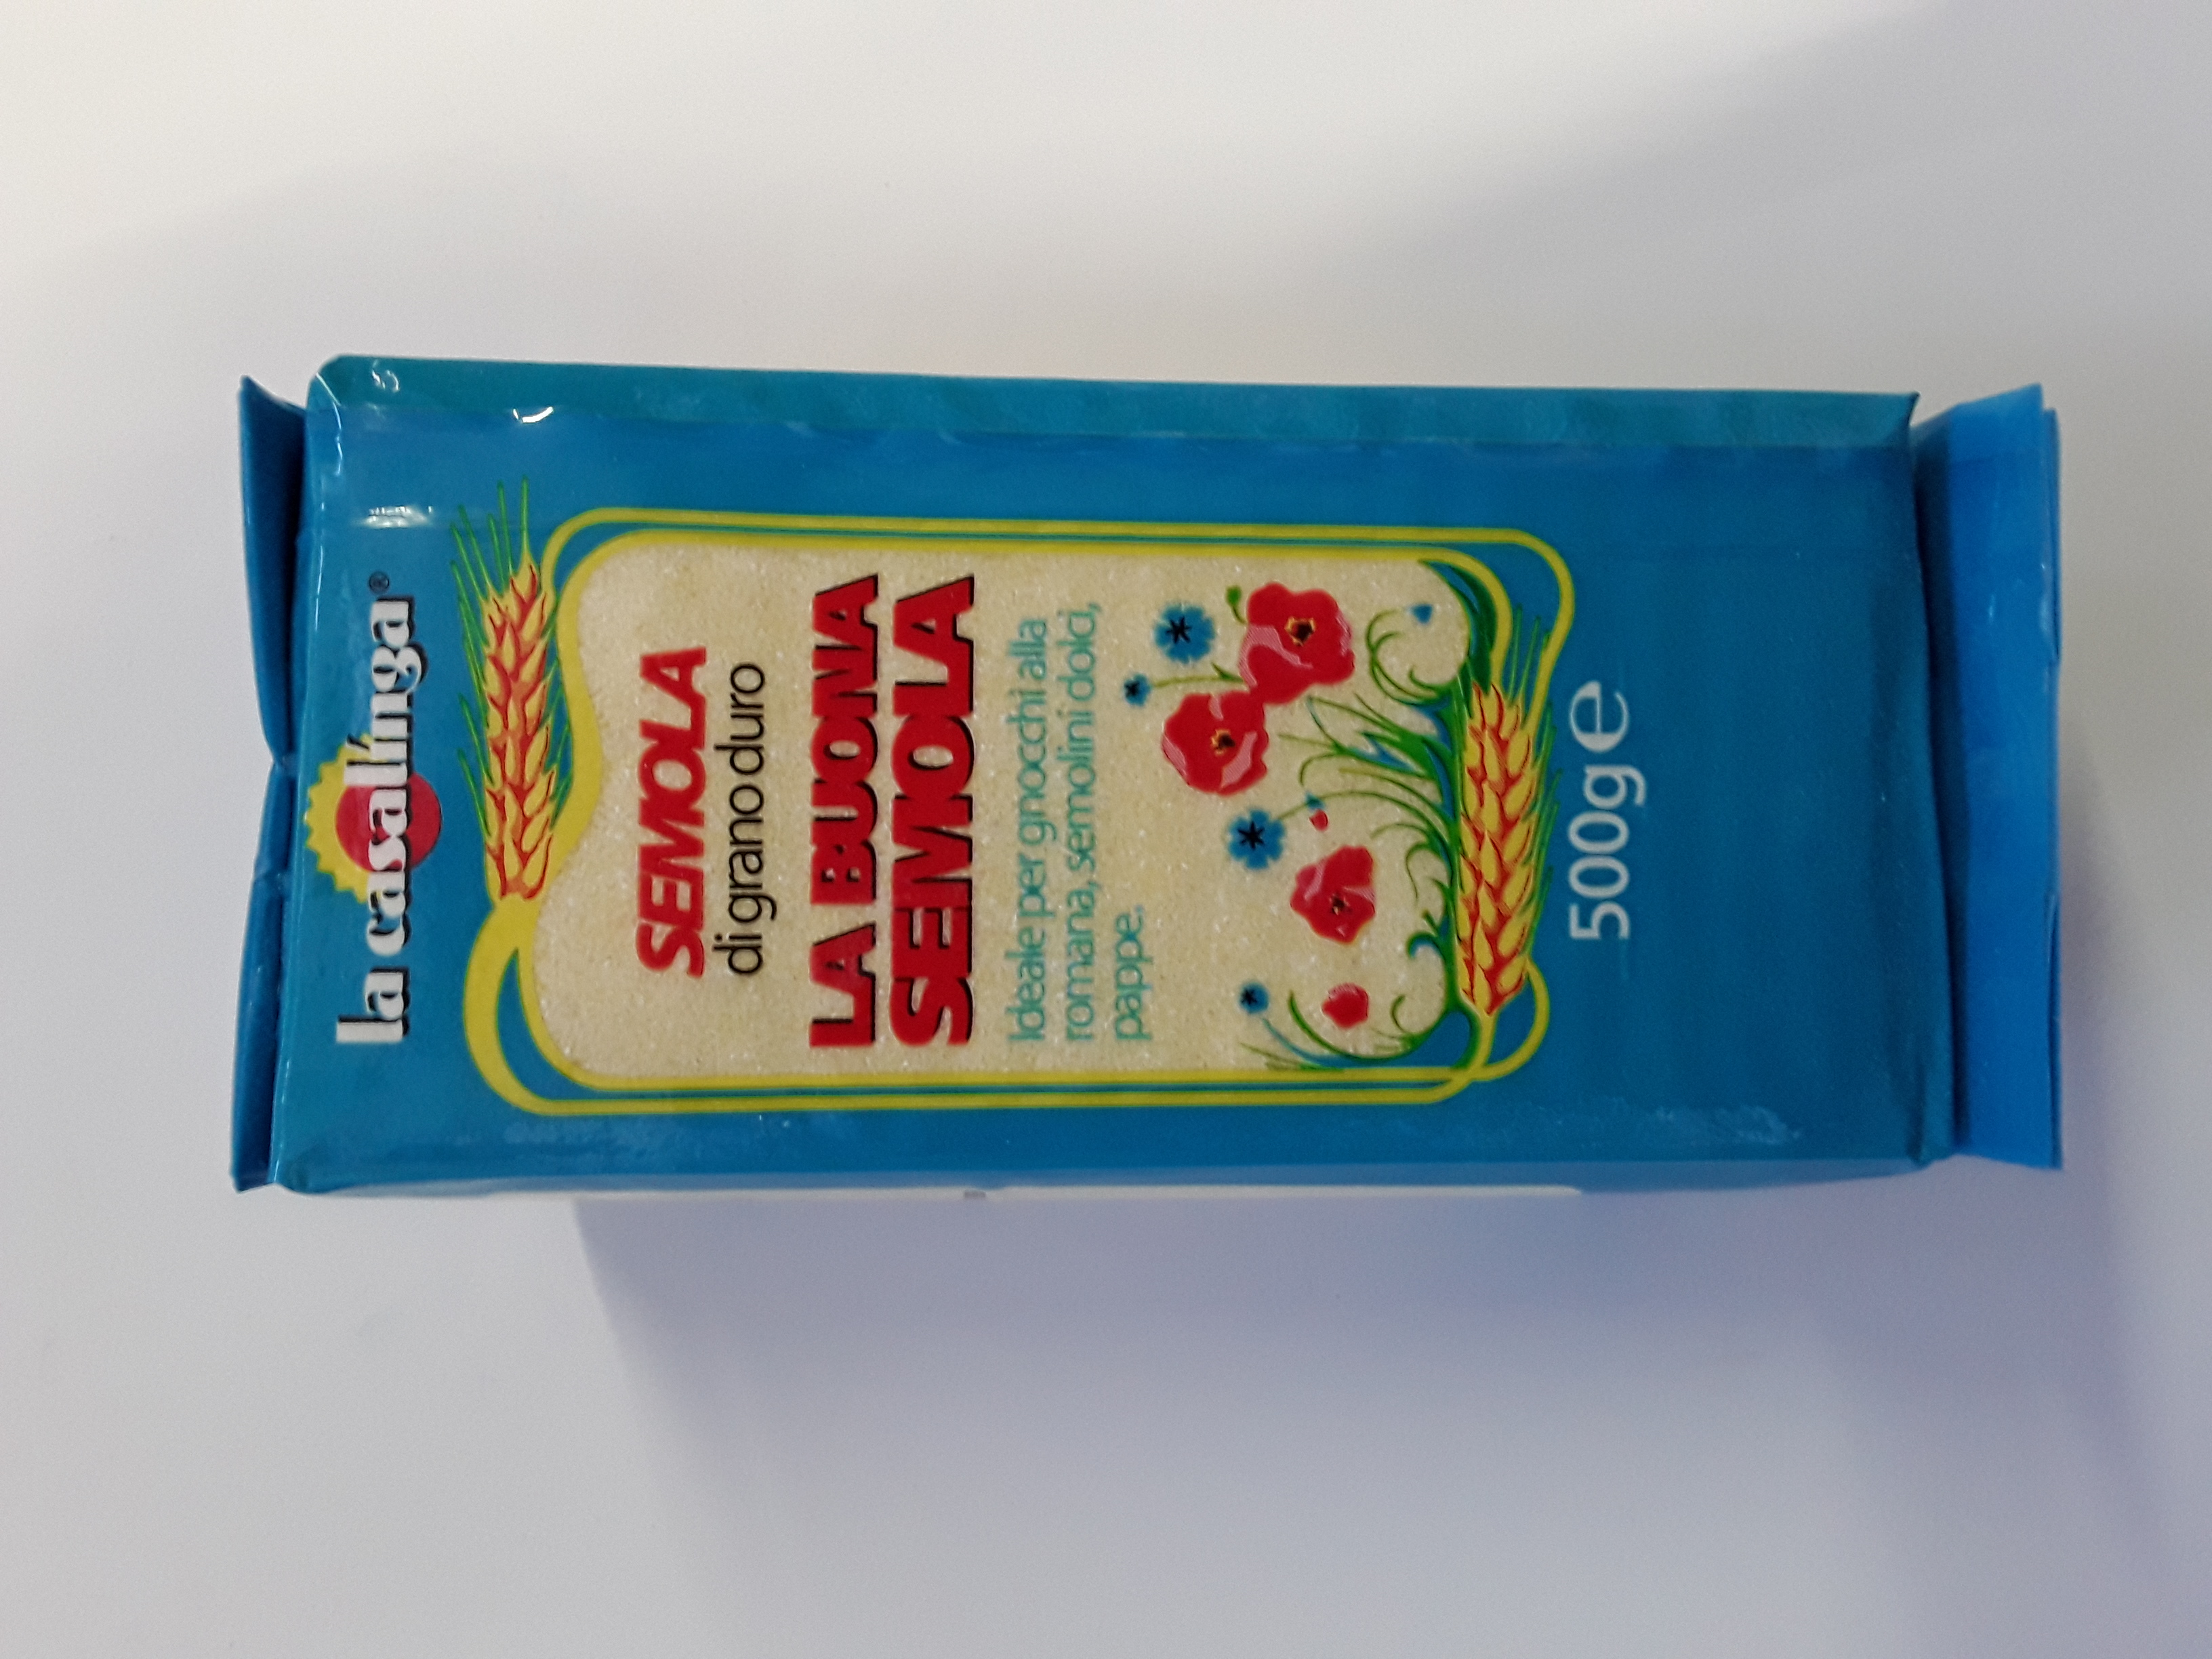 la casalinga®
SEMOLA
di grano duro
LA BUONA
SEMOLA
Ideale per gnocchi alla
romana, semolini dolci,
pappe.
500g e